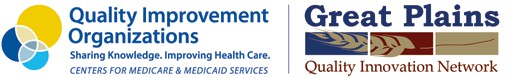 Quality Improvement
Organizations
Sharing Knowledge. Improving Health Care.
CENTERS FOR MEDICARE & MEDICAID SERVICES
Great Plains
Quality Innovation Network